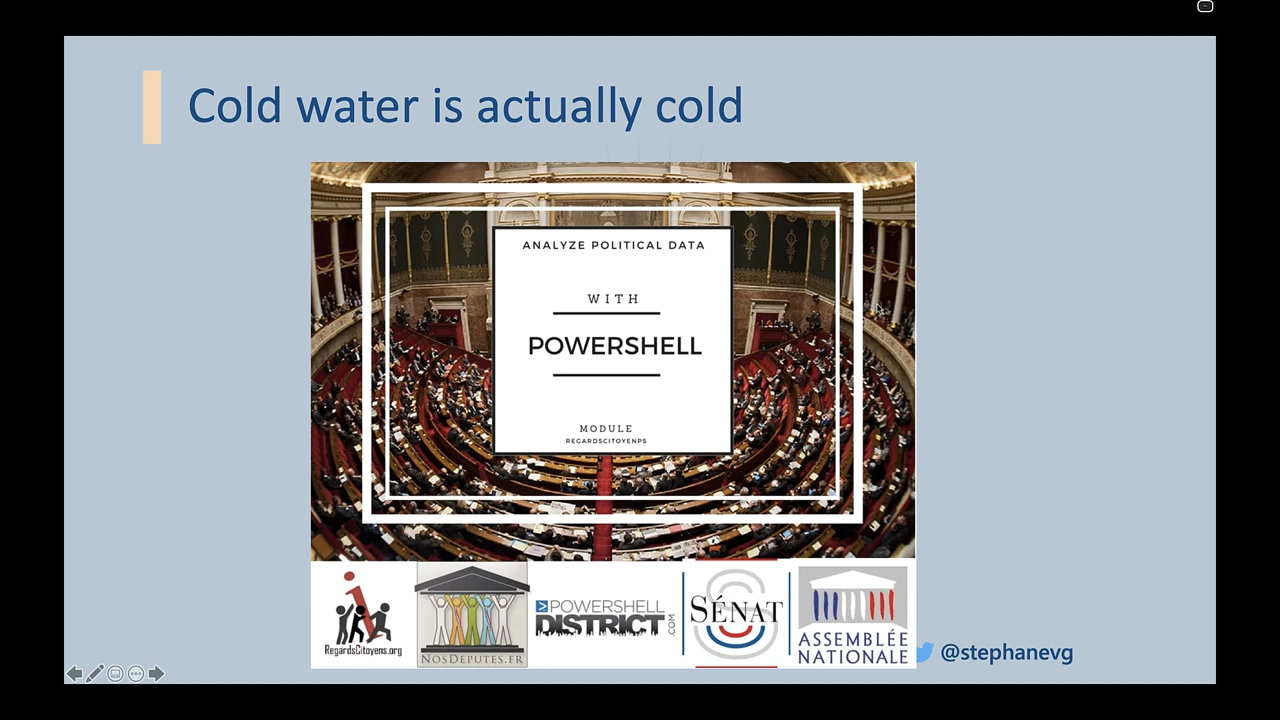 Cold water is actually cold
ANALYZE POLITICAL DATA
WITH
POWERSHELL
MODULE
REGARDSCITOYENPS
RegardsCitoyens.org
NOSDEPUTES.FR
POWERSHELL
DISTRICT.COM
SÉNAT
ASSEMBLÉE
NATIONALE
@stephanevg